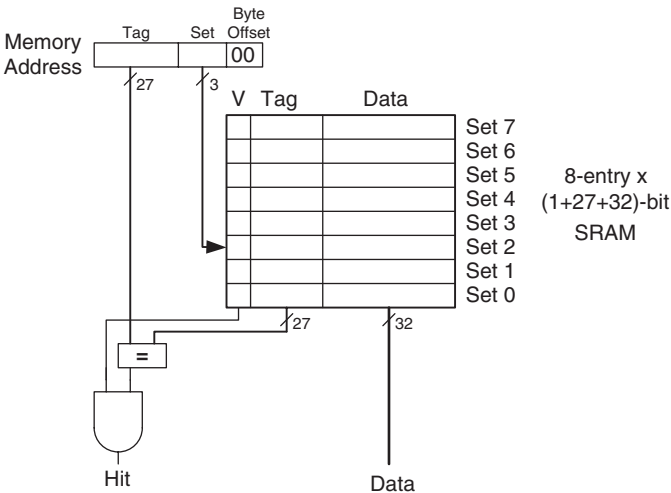 Byte
Tag Set Offset
Memory
Address
00
27 3
V Tag Data
Set 7
Set 6
Set 5
Set 4
Set 3
Set 2
Set 1
Set 0
8-entry x
(1+27+32)-bit
SRAM
27 32
=
Hit Data